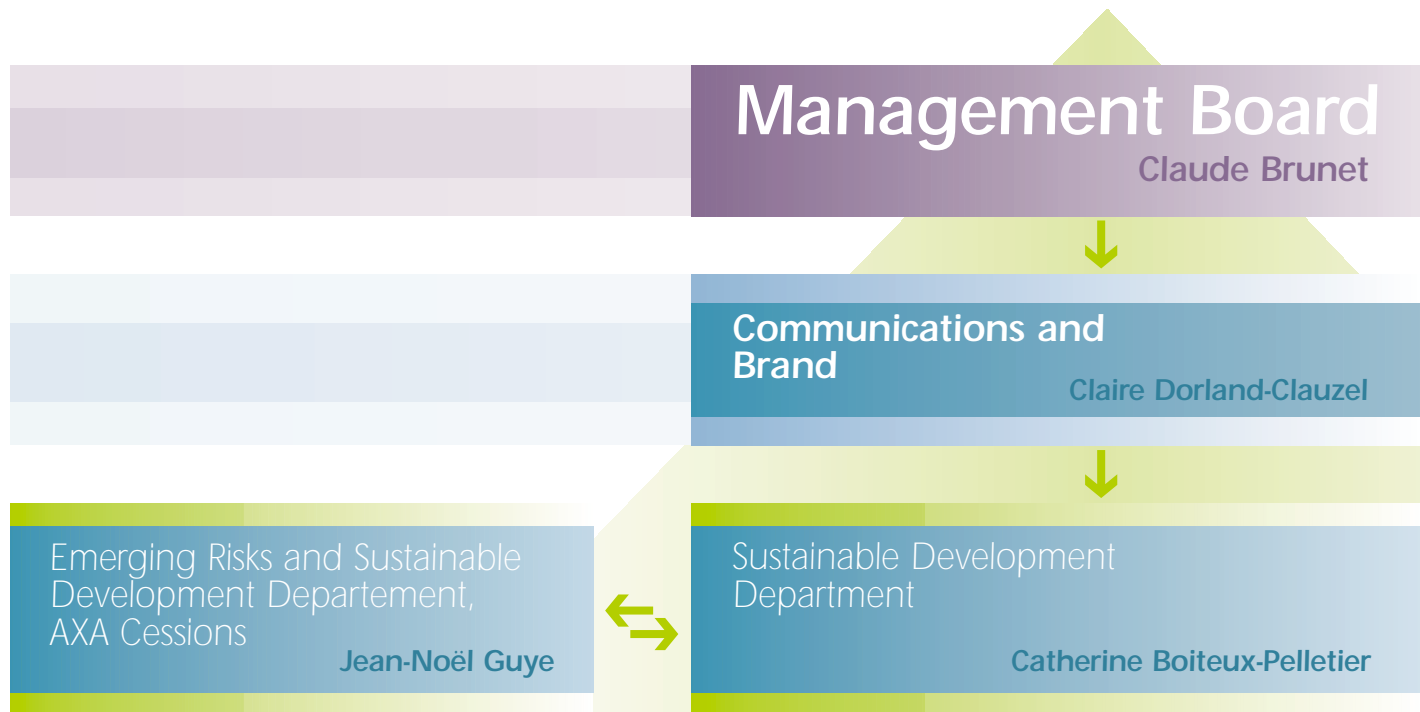 Management Board
Claude Brunet
Communications and
Brand
Claire Dorland-Clauzel
Emerging Risks and Sustainable
Development Departement,
AXA Cessions
Jean-Noël Guye
Sustainable Development
Department
Catherine Boiteux-Pelletier